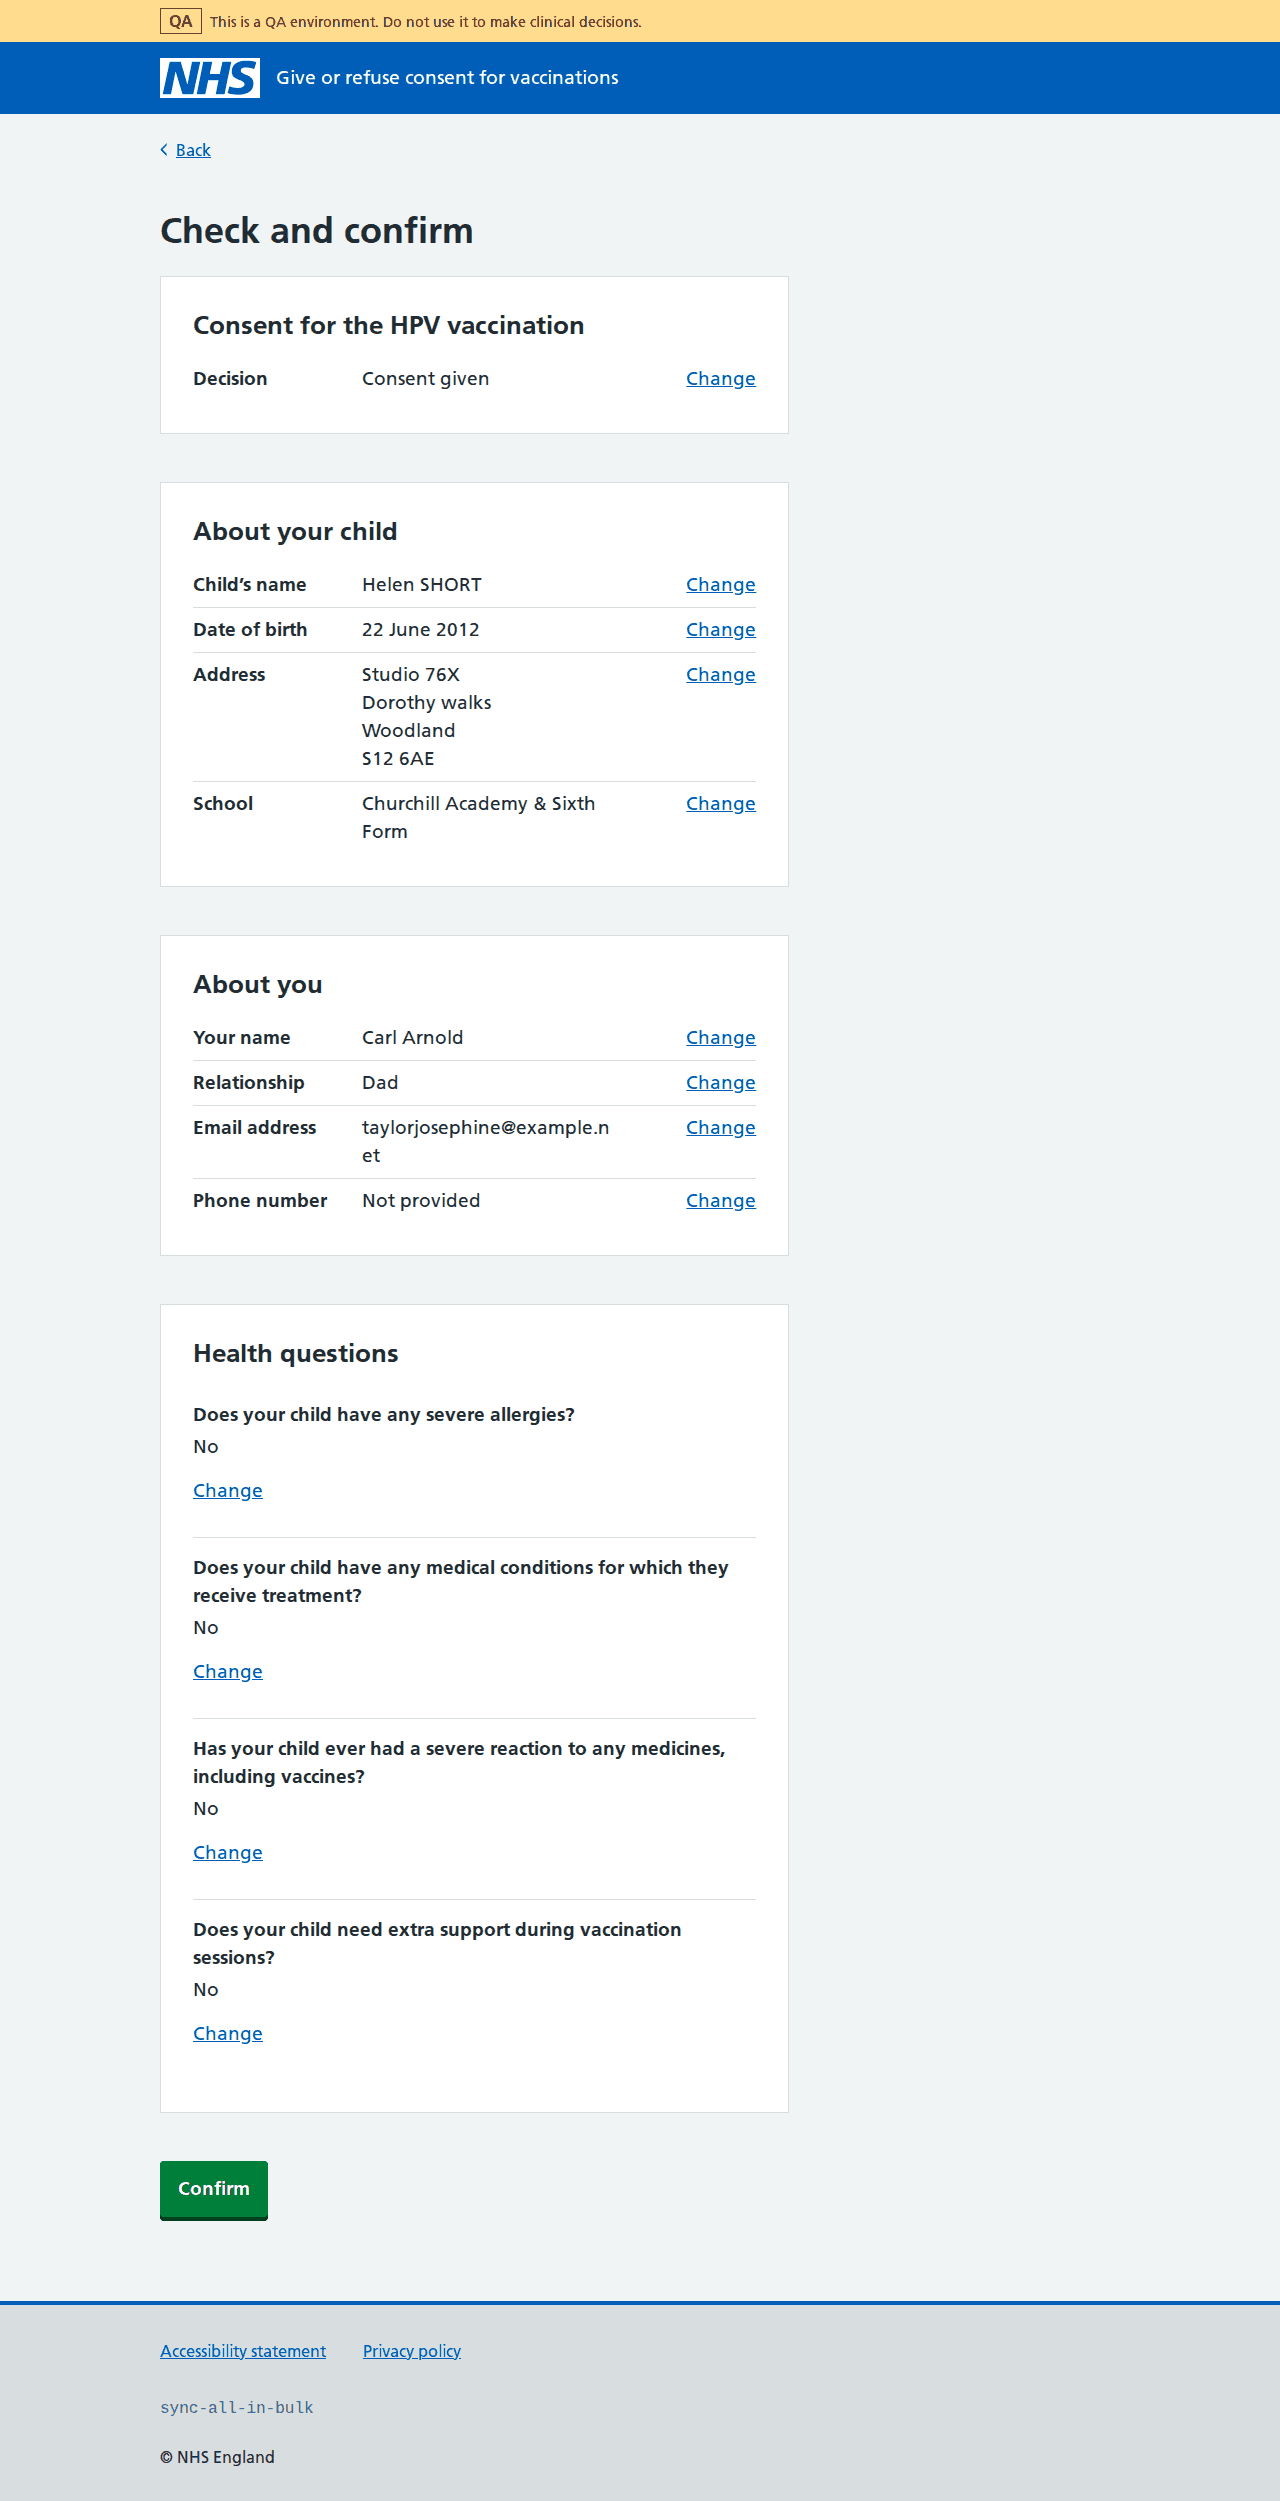 QA This is a QA environment. Do not use it to make clinical decisions.
NHS Give or refuse consent for vaccinations
Back
Check and confirm
Consent for the HPV vaccination
Decision Consent given Change
About your child
Child’s name Helen SHORT Change
Date of birth 22 June 2012 Change
Address Studio 76X Change
Dorothy walks
Woodland
S12 6AE
School Churchill Academy & Sixth Change
Form
About you
Your name Carl Arnold Change
Relationship Dad Change
Email address taylorjosephine@example.n Change
et
Phone number Not provided Change
Health questions
Does your child have any severe allergies?
No
Change
Does your child have any medical conditions for which they
receive treatment?
No
Change
Has your child ever had a severe reaction to any medicines,
including vaccines?
No
Change
Does your child need extra support during vaccination
sessions?
No
Change
Confirm
Accessibility statement Privacy policy
sync-all-in-bulk
© NHS England